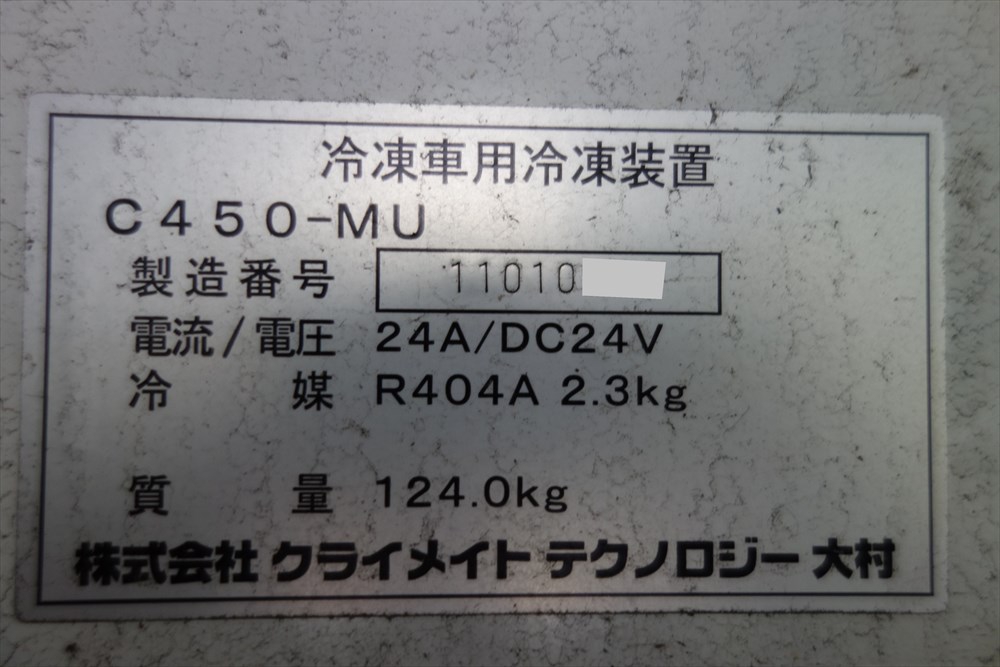 冷凍車用冷凍装置
C450-MU
製造番号 11010
電流/電圧 24A/DC24V
冷媒 R404A 2.3kg
質量 124.0kg
株式会社 クライメイト テクノロジー 大村